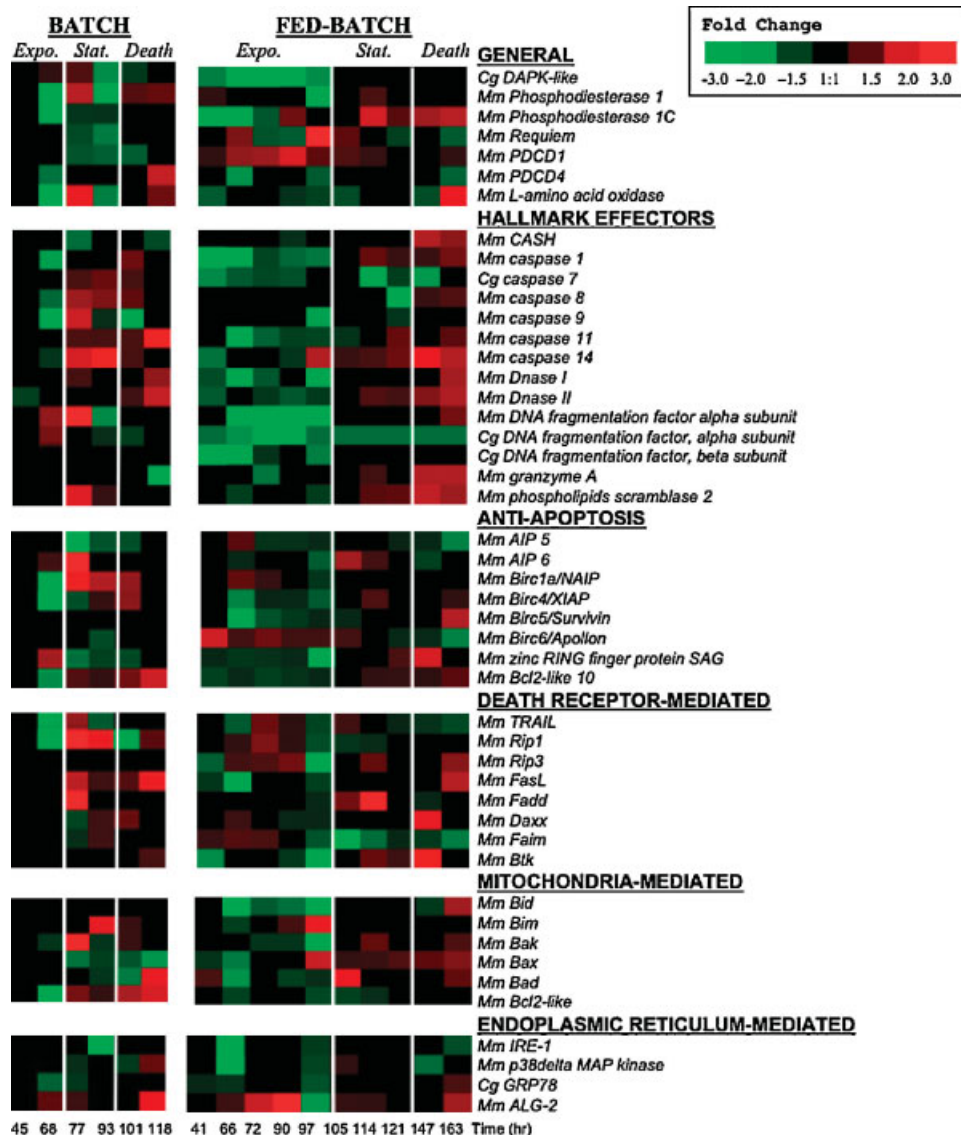 BATCH FED-BATCH
Expo. Stat. Death Expo. Stat. Death
Fold Change
-3.0 -2.0 -1.5 1:1 1.5 2.0 3.0
GENERAL
Cg DAPK-like
Mm Phosphodiesterase 1
Mm Phosphodiesterase 1C
Mm Requiem
Mm PDCD1
Mm PDCD4
Mm L-amino acid oxidase
HALLMARK EFFECTORS
Mm CASH
Mm caspase 1
Cg caspase 7
Mm caspase 8
Mm caspase 9
Mm caspase 11
Mm caspase 14
Mm Dnase I
Mm Dnase II
Mm DNA fragmentation factor alpha subunit
Cg DNA fragmentation factor, alpha subunit
Cg DNA fragmentation factor, beta subunit
Mm granzyme A
Mm phospholipids scramblase 2
ANTI-APOPTOSIS
Mm AIP 5
Mm AIP 6
Mm Birc1a/NAIP
Mm Birc4/XIAP
Mm Birc5/Survivin
Mm Birc6/Apollon
Mm zinc RING finger protein SAG
Mm Bcl2-like 10
DEATH RECEPTOR-MEDIATED
Mm TRAIL
Mm Rip1
Mm Rip3
Mm FasL
Mm Fadd
Mm Daxx
Mm Faim
Mm Btk
MITOCHONDRIA-MEDIATED
Mm Bid
Mm Bim
Mm Bak
Mm Bax
Mm Bad
Mm Bcl2-like
ENDOPLASMIC RETICULUM-MEDIATED
Mm IRE-1
Mm p38delta MAP kinase
Cg GRP78
Mm ALG-2
45 68 77 93 101 118 41 66 72 90 97 105 114 121 147 163 Time (hr)